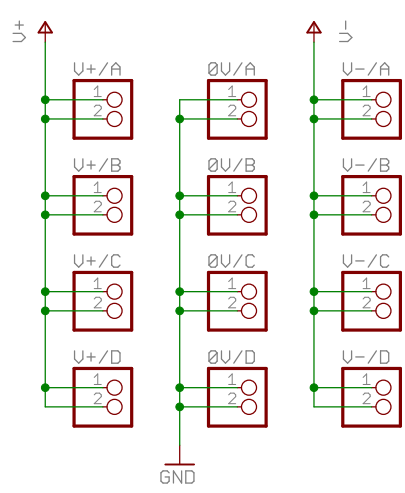 V+ V-
V+/A 0V/A V-/A
1 1 1
2 2 2
V+/B 0V/B V-/B
1 1 1
2 2 2
V+/C 0V/C V-/C
1 1 1
2 2 2
V+/D 0V/D V-/D
1 1 1
2 2 2
GND